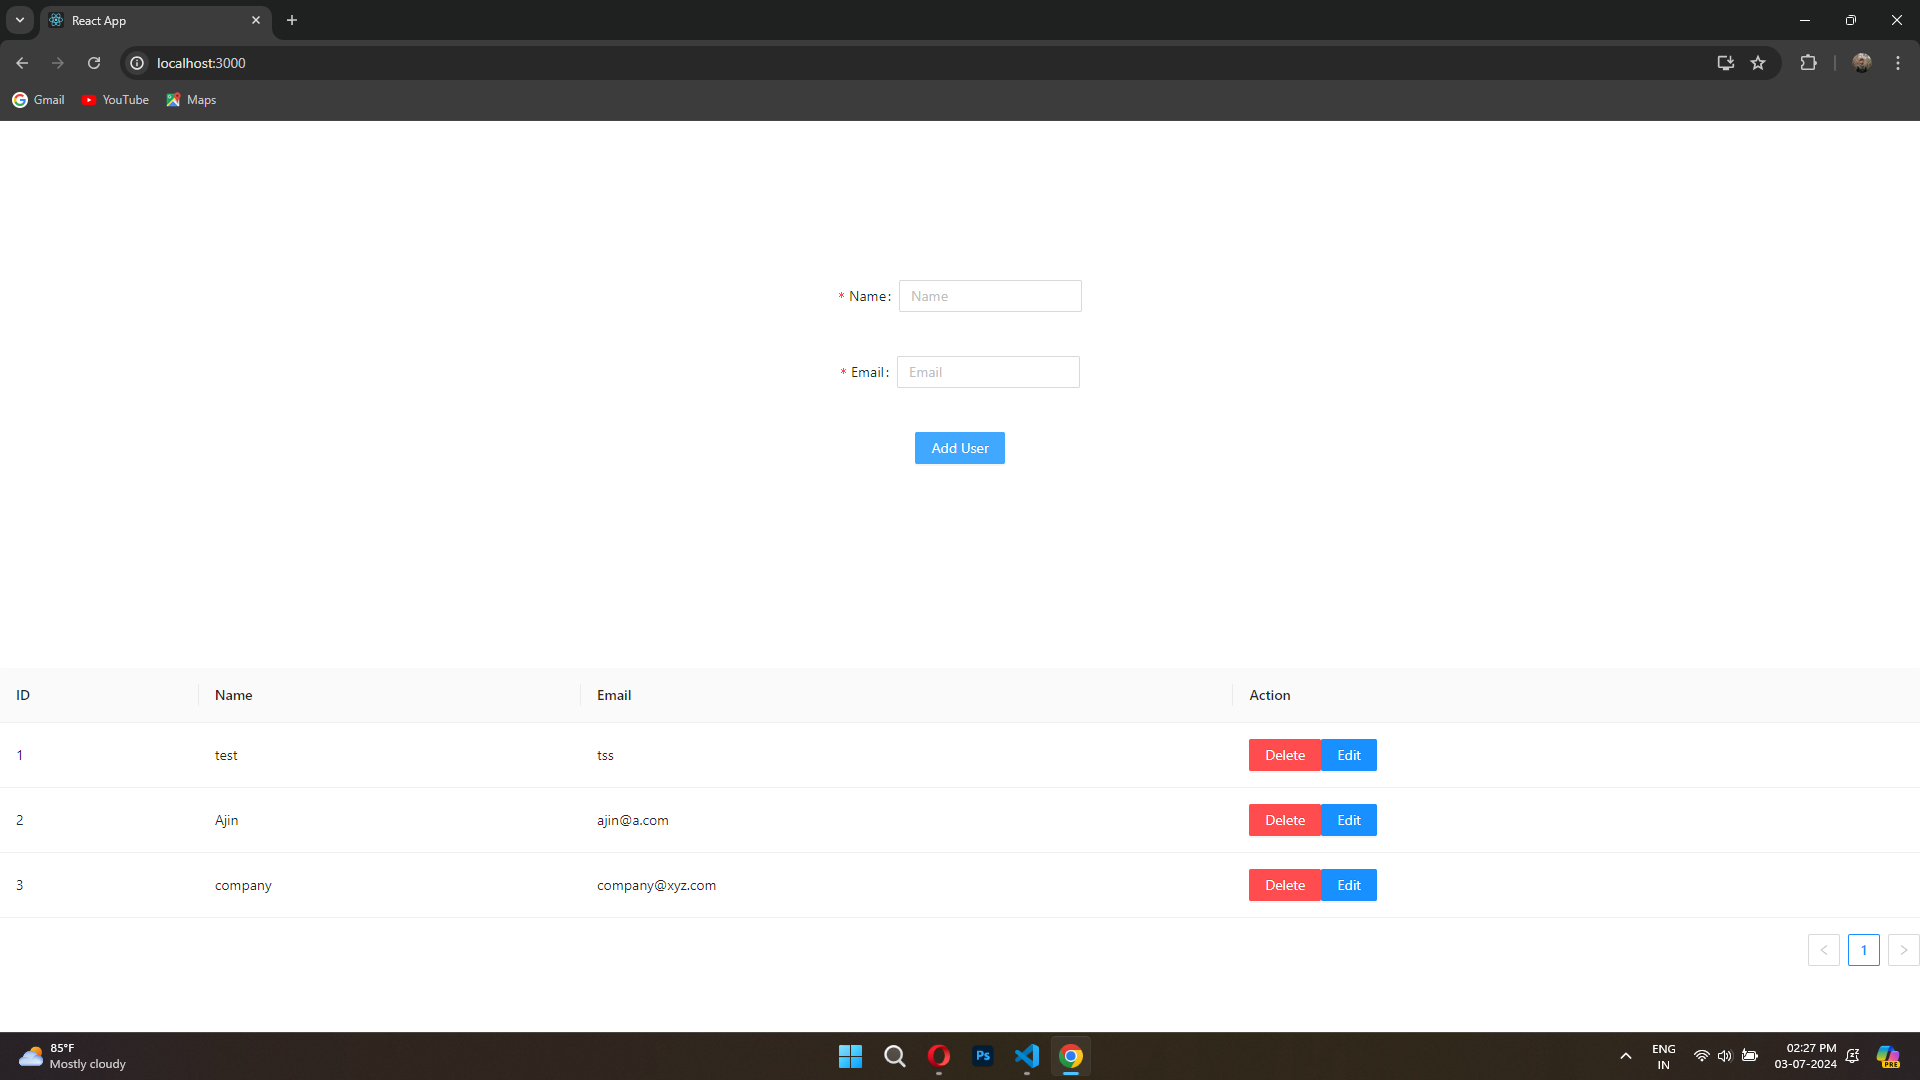 React App
localhost:3000
Gmail YouTube Maps
* Name: Name
* Email: Email
Add User
ID Name Email Action
1 test tss Delete Edit
2 Ajin ajin@a.com Delete Edit
3 company company@xyz.com Delete Edit
< 1 >
85°F
Mostly cloudy
Ps
ENG
IN
02:27 PM
03-07-2024
PRE